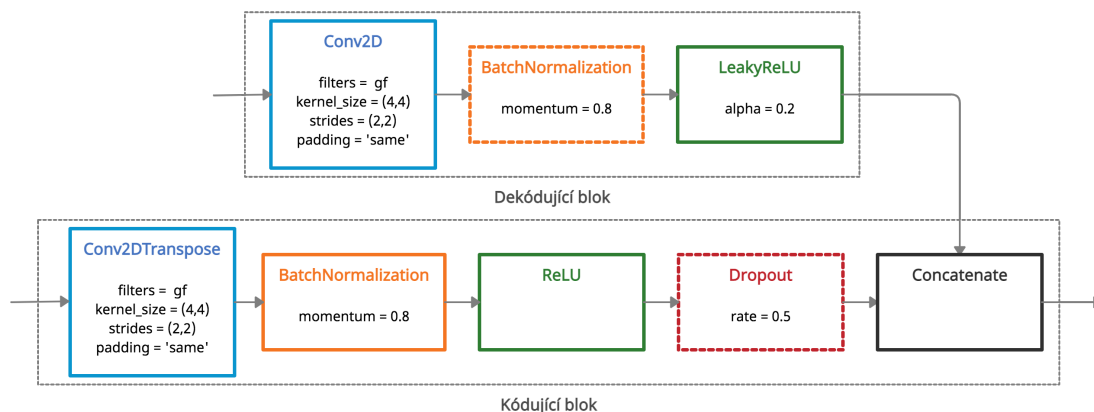 Conv2D
filters = gf
kernel_size = (4,4)
strides = (2,2)
padding = 'same'
BatchNormalization
momentum = 0.8
LeakyReLU
alpha = 0.2
Dekódující blok
Conv2DTranspose
filters = gf
kernel_size = (4,4)
strides = (2,2)
padding = 'same'
BatchNormalization
momentum = 0.8
ReLU
Dropout
rate = 0.5
Concatenate
Kódující blok